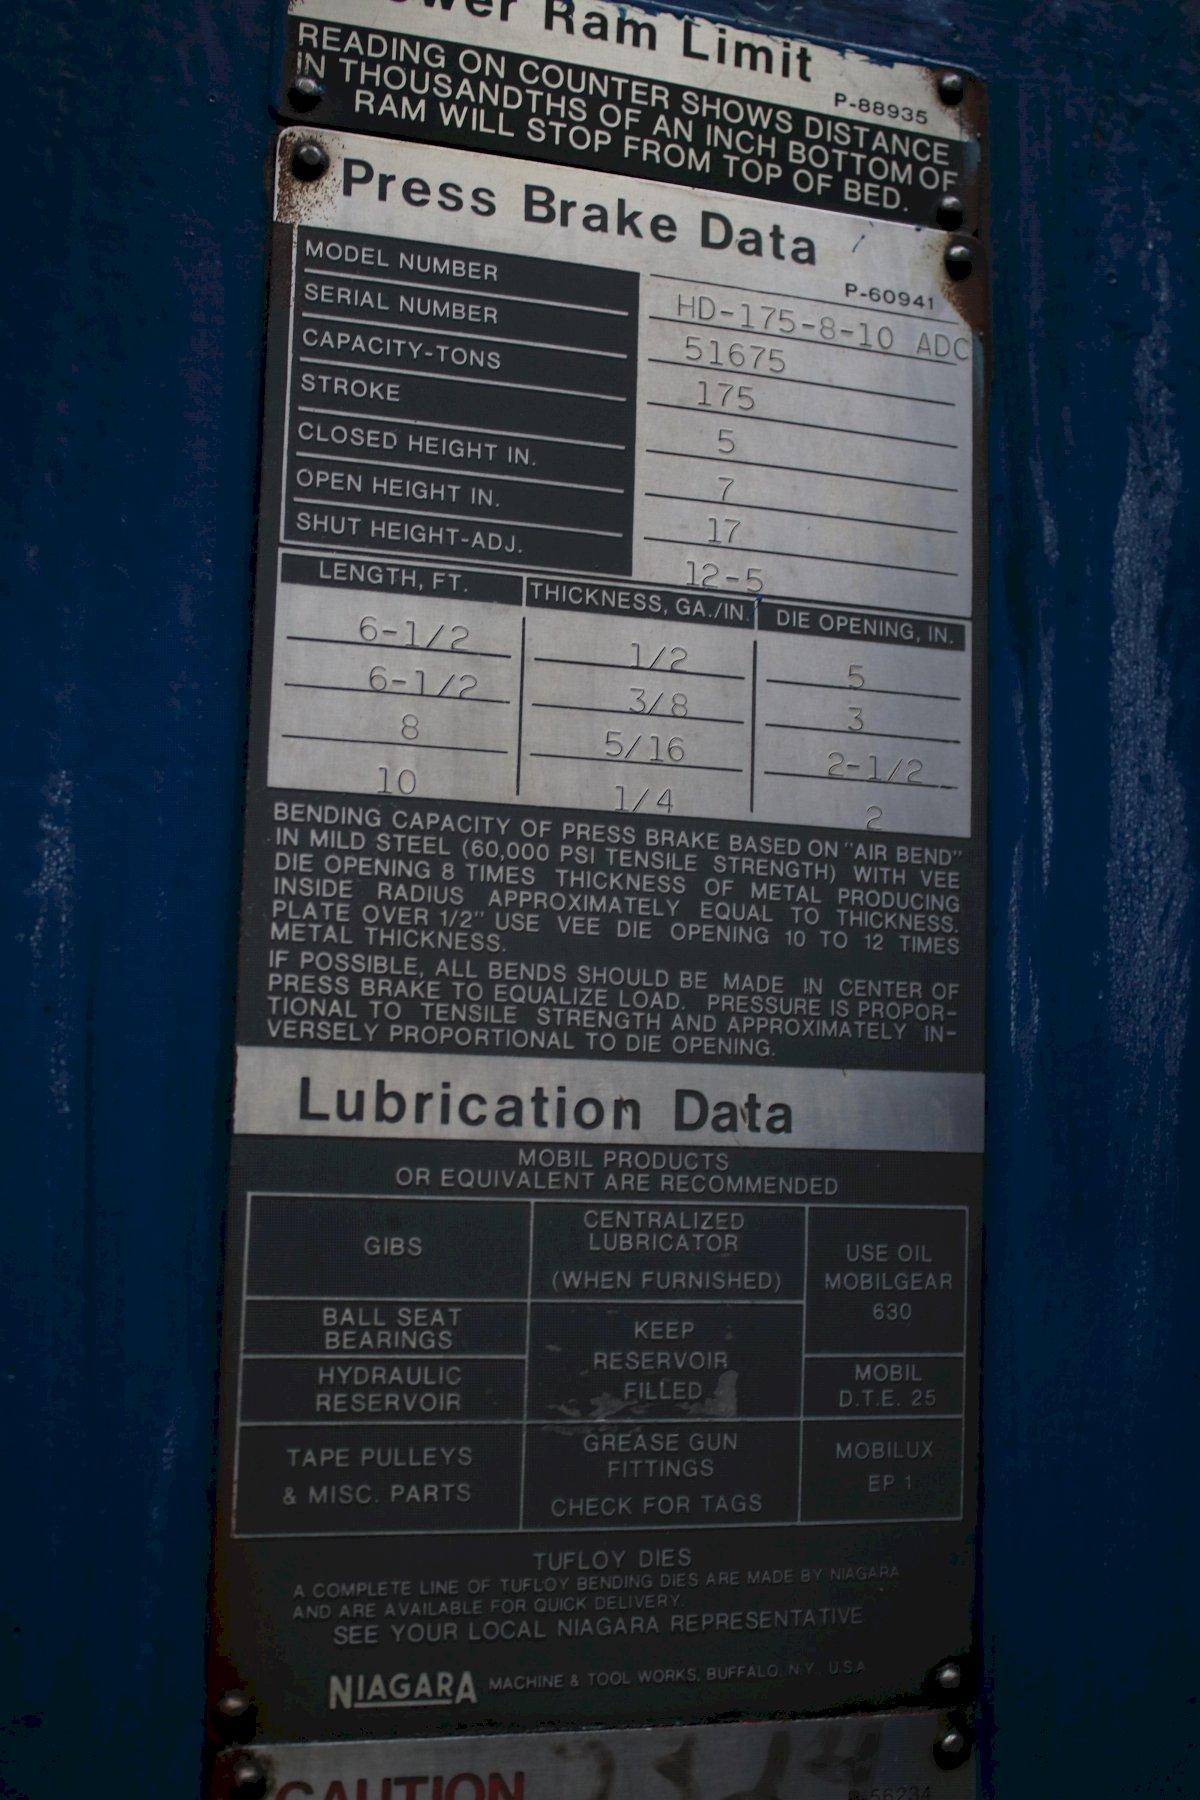 Ram Limit
P-88935
READING ON COUNTER SHOWS DISTANCE
IN THOUSANDTHS OF AN INCH BOTTOM OF
RAM WILL STOP FROM TOP OF BED.
Press Brake Data
P-60941
MODEL NUMBER HD-175-8-10 ADC
SERIAL NUMBER 51675
CAPACITY-TONS 175
STROKE 5
CLOSED HEIGHT IN. 7
OPEN HEIGHT IN. 17
SHUT HEIGHT-ADJ. 12-5
LENGTH, FT. THICKNESS, GA./IN. DIE OPENING, IN.
6-1/2 1/2 5
6-1/2 3/8 3
8 5/16 2-1/2
10 1/4 2
BENDING CAPACITY OF PRESS BRAKE BASED ON "AIR BEND"
IN MILD STEEL (60,000 PSI TENSILE STRENGTH) WITH VEE
DIE OPENING 8 TIMES THICKNESS OF METAL PRODUCING
INSIDE RADIUS APPROXIMATELY EQUAL TO THICKNESS.
PLATE OVER 1/2" USE VEE DIE OPENING 10 TO 12 TIMES
METAL THICKNESS.
IF POSSIBLE, ALL BENDS SHOULD BE MADE IN CENTER OF
PRESS BRAKE TO EQUALIZE LOAD. PRESSURE IS PROPOR-
TIONAL TO TENSILE STRENGTH AND APPROXIMATELY IN-
VERSELY PROPORTIONAL TO DIE OPENING.
Lubrication Data
MOBIL PRODUCTS
OR EQUIVALENT ARE RECOMMENDED
GIBS
CENTRALIZED
LUBRICATOR
(WHEN FURNISHED)
USE OIL
MOBILGEAR
630
BALL SEAT
BEARINGS
KEEP
RESERVOIR
FILLED
HYDRAULIC
RESERVOIR
MOBIL
D.T.E. 25
TAPE PULLEYS
& MISC. PARTS
GREASE GUN
FITTINGS
CHECK FOR TAGS
MOBILUX
EP 1
TUFLOY DIES
A COMPLETE LINE OF TUFLOY BENDING DIES ARE MADE BY NIAGARA
AND ARE AVAILABLE FOR QUICK DELIVERY.
SEE YOUR LOCAL NIAGARA REPRESENTATIVE
NIAGARA MACHINE & TOOL WORKS, BUFFALO, N.Y., U.S.A
CAUTION